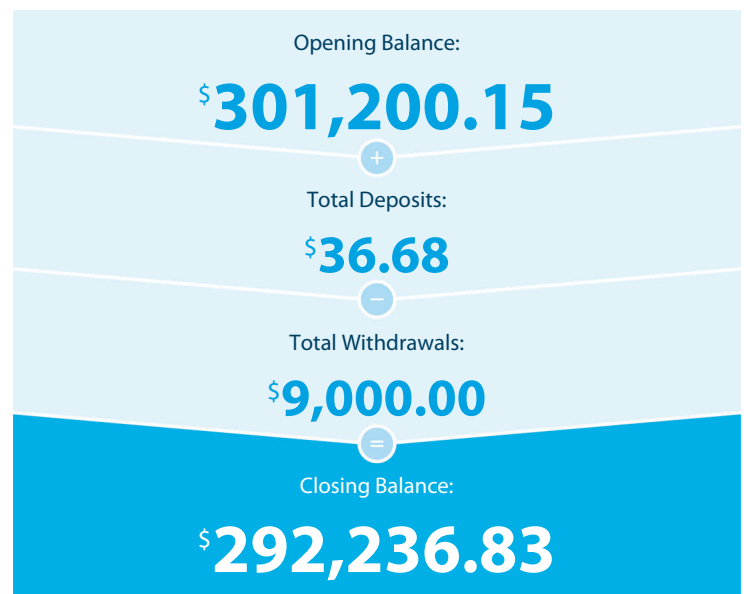 Opening Balance:
$301,200.15
+
Total Deposits:
$36.68
−
Total Withdrawals:
$9,000.00
=
Closing Balance:
$292,236.83